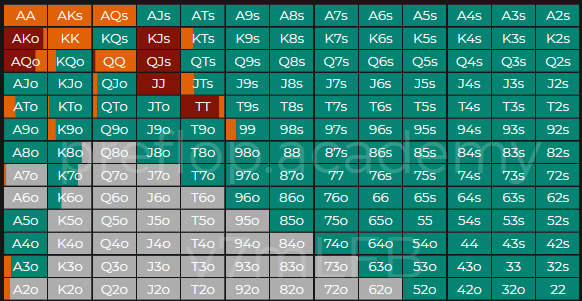 AA AKs AQs AJs ATs A9s A8s A7s A6s A5s A4s A3s A2s
AKo KK KQs KJs KTs K9s K8s K7s K6s K5s K4s K3s K2s
AQo KQo QQ QJs QTs Q9s Q8s Q7s Q6s Q5s Q4s Q3s Q2s
AJo KJo QJo JJ JTs J9s J8s J7s J6s J5s J4s J3s J2s
ATo KTo QTo JTo TT T9s T8s T7s T6s T5s T4s T3s T2s
A9o K9o Q9o J9o T9o 99 98s 97s 96s 95s 94s 93s 92s
A8o K8o Q8o J8o T8o 98o 88 87s 86s 85s 84s 83s 82s
preflop.academy
A7o K7o Q7o J7o T7o 97o 87o 77 76s 75s 74s 73s 72s
A6o K6o Q6o J6o T6o 96o 86o 76o 66 65s 64s 63s 62s
A5o K5o Q5o J5o T5o 95o 85o 75o 65o 55 54s 53s 52s
A4o K4o Q4o J4o T4o 94o 84o 74o 64o 54o 44 43s 42s
A3o K3o Q3o J3o T3o 93o 83o 73o 63o 53o 43o 33 32s
A2o K2o Q2o J2o T2o 92o 82o 72o 62o 52o 42o 32o 22